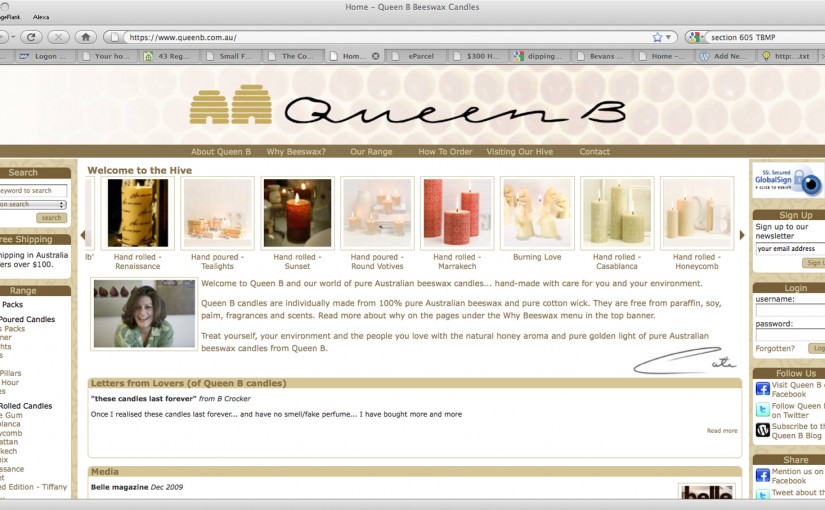 Home – Queen B Beeswax Candles
geRank
Alexa
https://www.queenb.com.au/
section 605 TBMP
Logon ...
Your ho...
43 Reg...
Small F...
The Co...
Hom...
eParcel
$300 H...
dipping...
Bevans ...
Home –...
Add Ne...
http:...txt
Queen B
About Queen B
Why Beeswax?
Our Range
How To Order
Visiting Our Hive
Contact
Search
eyword to search
on search
search
ree Shipping
hipping in Australia
ers over $100.
Range
Packs
Poured Candles
s Packs
ner
hts
s
Pillars
Hour
es
Rolled Candles
e Gum
blanca
ycomb
attan
kech
nix
issance
et
ed Edition - Tiffany
Welcome to the Hive
lb'
Hand rolled -
Renaissance
Hand poured -
Tealights
Hand rolled -
Sunset
Hand poured -
Round Votives
Hand rolled -
Marrakech
Burning Love
Hand rolled -
Casablanca
Hand rolled -
Honeycomb
Welcome to Queen B and our world of pure Australian beeswax candles... hand-made with care for you and your environment.
Queen B candles are individually made from 100% pure Australian beeswax and pure cotton wick. They are free from paraffin, soy,
palm, fragrances and scents. Read more about why on the pages under the Why Beeswax menu in the top banner.
Treat yourself, your environment and the people you love with the natural honey aroma and pure golden light of pure Australian
beeswax candles from Queen B.
Cate
Letters from Lovers (of Queen B candles)
"these candles last forever" from B Crocker
Once I realised these candles last forever... and have no smell/fake perfume... I have bought more and more
Read more
Media
Belle magazine Dec 2009
belle
SSL Secured
GlobalSign
CLICK TO VERIFY
Sign Up
Sign up to our
newsletter
your email address
Sign U
Login
username:
password:
Forgotten?
Log
Follow Us
Visit Queen B o
Facebook
Follow Queen B
on Twitter
Subscribe to th
Queen B Blog
Share
Mention us on
Facebook
Tweet about th